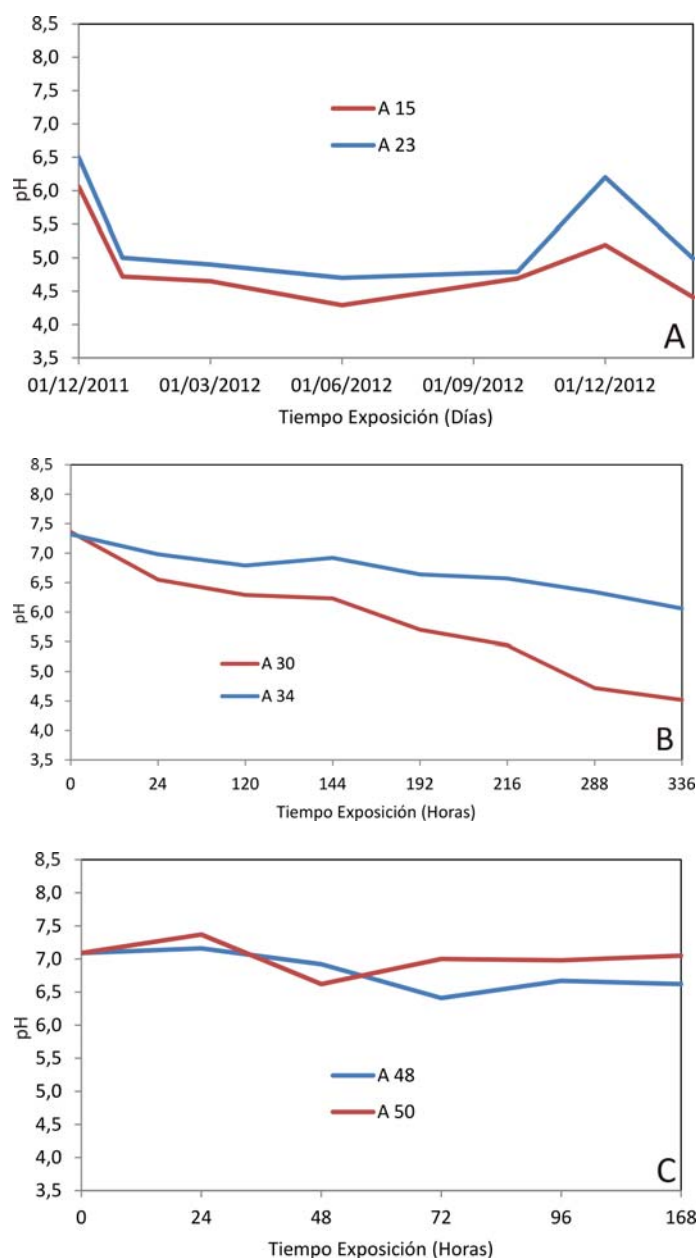 8,5
8,0
7,5
7,0
6,5
6,0
5,5
5,0
4,5
4,0
3,5
pH
A 15
A 23
A
01/12/2011 01/03/2012 01/06/2012 01/09/2012 01/12/2012
Tiempo Exposición (Días)
8,5
8,0
7,5
7,0
6,5
6,0
5,5
5,0
4,5
4,0
3,5
pH
A 30
A 34
B
0 24 120 144 192 216 288 336
Tiempo Exposición (Horas)
8,5
8,0
7,5
7,0
6,5
6,0
5,5
5,0
4,5
4,0
3,5
pH
A 48
A 50
C
0 24 48 72 96 168
Tiempo Exposición (Horas)